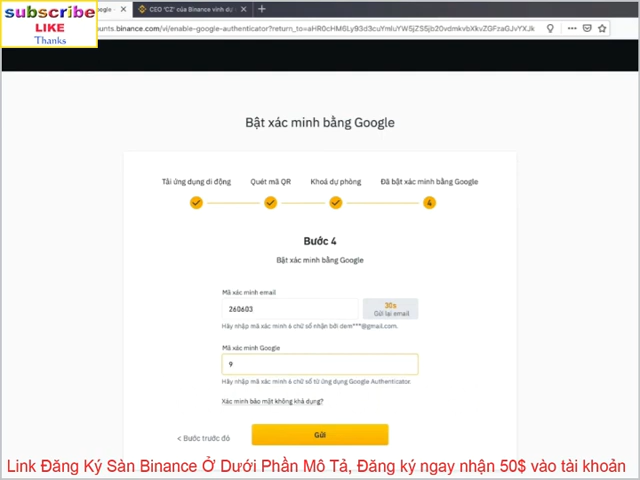 subscribe
LIKE
Thanks
CEO "CZ" của Binance vinh dự
ounts.binance.com/vi/enable-google-authenticator?return_to=
Bật xác minh bằng Google
Tải ứng dụng di động
Quét mã QR
Khoá dự phòng
Đã bật xác minh bằng Google
4
Bước 4
Bật xác minh bằng Google
Mã xác minh email
260603
30s
Gửi lại email
Hãy nhập mã xác minh 6 chữ số nhận bởi dem***@gmail.com.
Mã xác minh Google
9
Hãy nhập mã xác minh 6 chữ số từ ứng dụng Google Authenticator.
Xác minh bảo mật không khả dụng?
< Bước trước đó
Gửi
Link Đăng Ký Sàn Binance Ở Dưới Phần Mô Tả, Đăng ký ngay nhận 50$ vào tài khoản